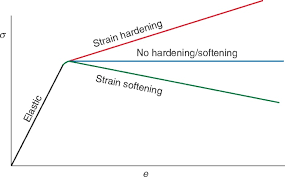 σ
Strain hardening
No hardening/softening
Strain softening
Elastic
e